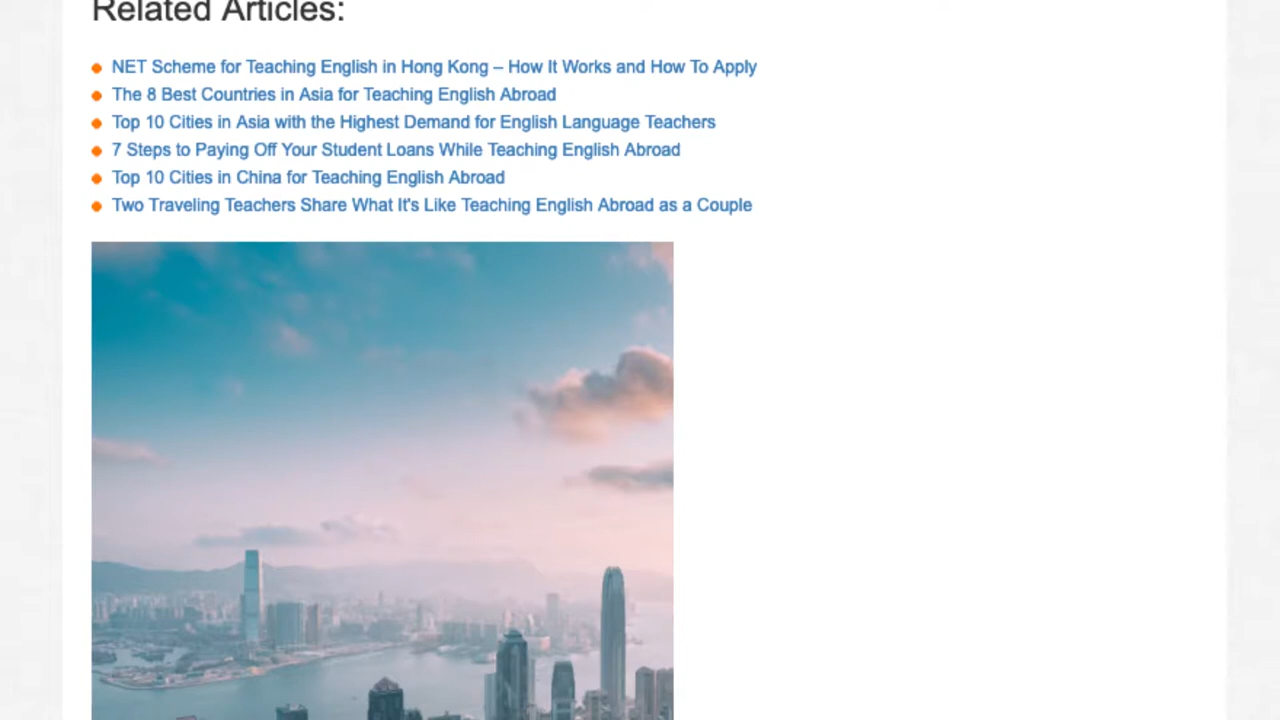 Related Articles:
NET Scheme for Teaching English in Hong Kong – How It Works and How To Apply
The 8 Best Countries in Asia for Teaching English Abroad
Top 10 Cities in Asia with the Highest Demand for English Language Teachers
7 Steps to Paying Off Your Student Loans While Teaching English Abroad
Top 10 Cities in China for Teaching English Abroad
Two Traveling Teachers Share What It's Like Teaching English Abroad as a Couple